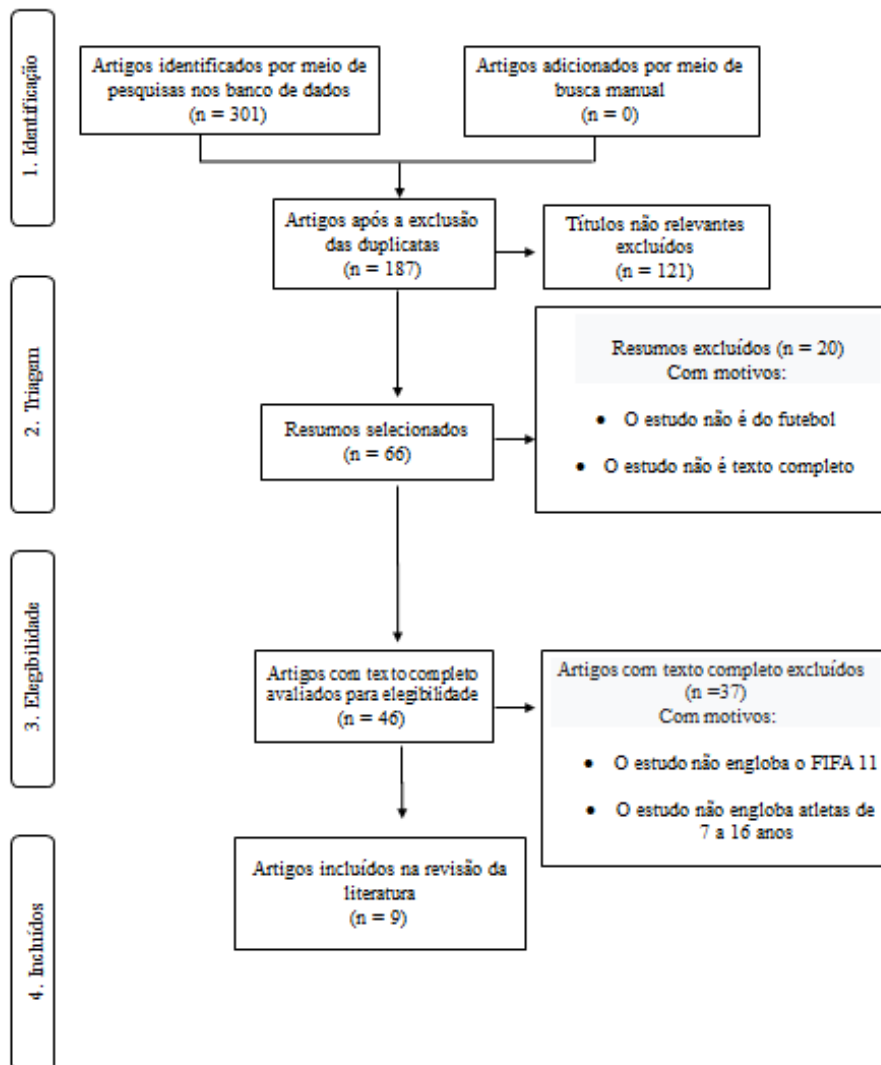 1. Identificação
Artigos identificados por meio de
pesquisas nos banco de dados
(n = 301)
Artigos adicionados por meio de
busca manual
(n = 0)
Artigos após a exclusão
das duplicatas
(n = 187)
Títulos não relevantes
excluídos
(n = 121)
2. Triagem
Resumos selecionados
(n = 66)
Resumos excluídos (n = 20)
Com motivos:
• O estudo não é do futebol
• O estudo não é texto completo
3. Elegibilidade
Artigos com texto completo
avaliados para elegibilidade
(n = 46)
Artigos com texto completo excluídos
(n =37)
Com motivos:
• O estudo não engloba o FIFA 11
• O estudo não engloba atletas de
7 a 16 anos
4. Incluídos
Artigos incluídos na revisão da
literatura
(n = 9)